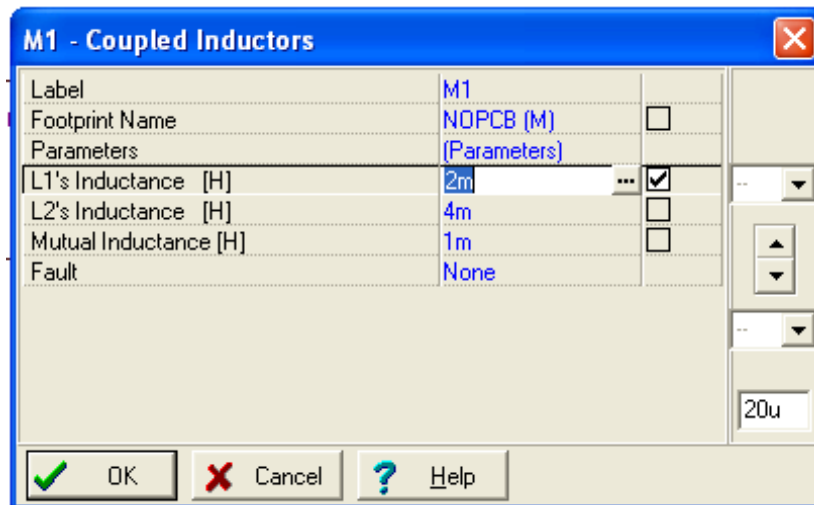 M1 - Coupled Inductors
Label M1
Footprint Name NOPCB (M)
Parameters (Parameters)
L1's Inductance [H] 2m ...
L2's Inductance [H] 4m
Mutual Inductance [H] 1m
Fault None
--
--
20u
OK Cancel ? Help